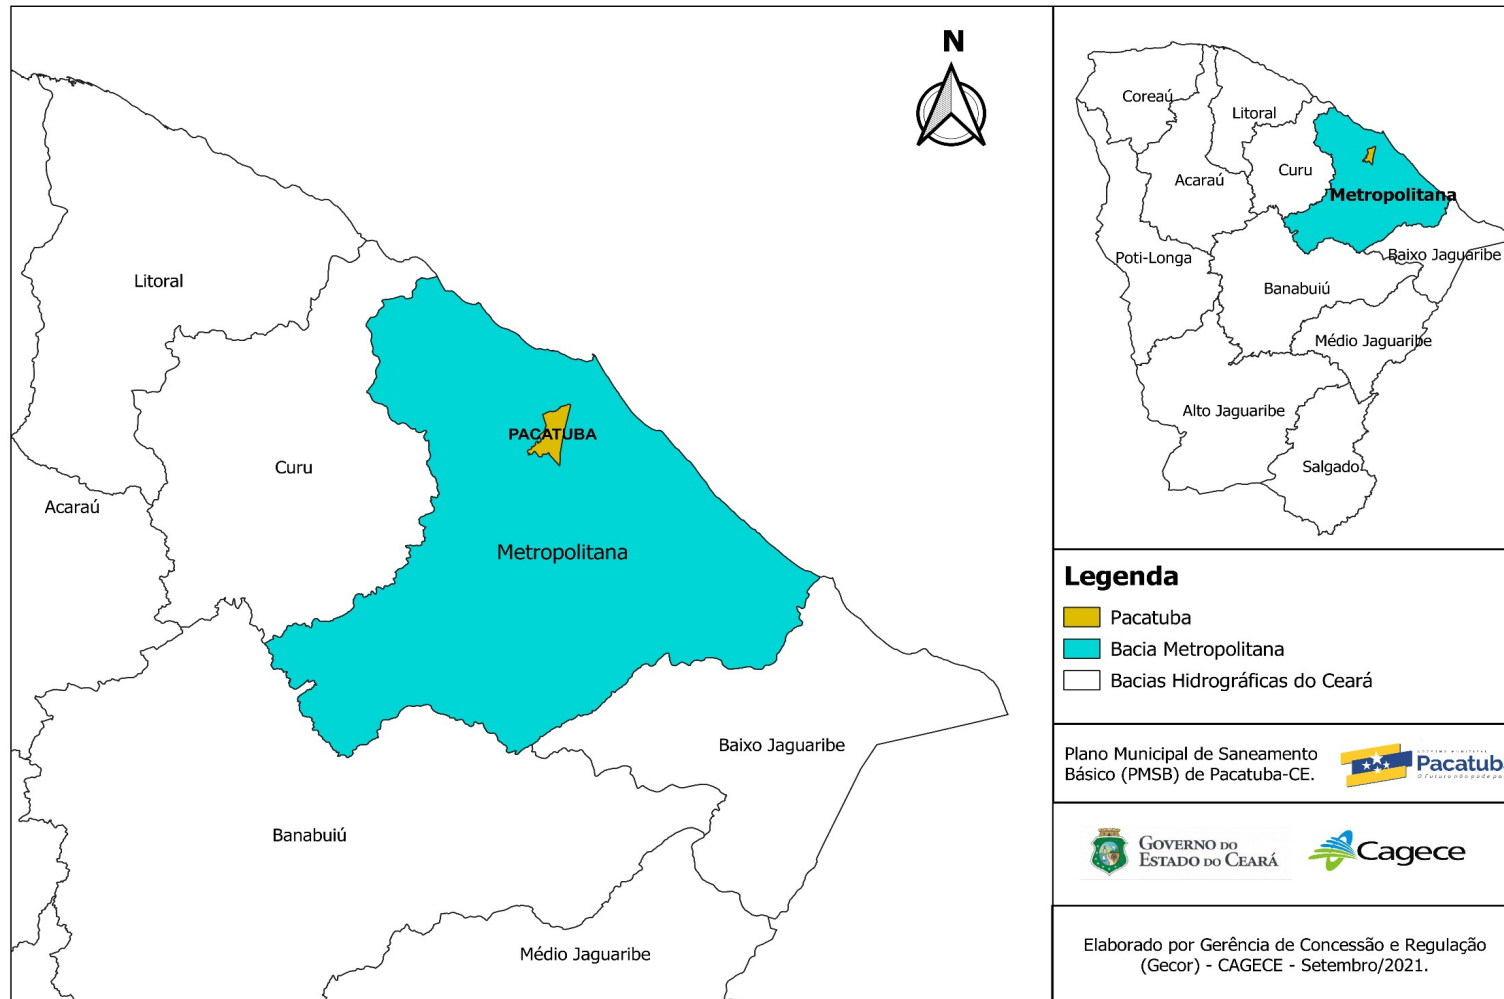 N
Litoral
Curu
Acaraú
PACATUBA
Metropolitana
Baixo Jaguaribe
Banabuiú
Médio Jaguaribe
Coreaú
Litoral
Acaraú
Curu
Metropolitana
Poti-Longa
Baixo Jaguaribe
Banabuiú
Médio Jaguaribe
Alto Jaguaribe
Salgado
Legenda
Pacatuba
Bacia Metropolitana
Bacias Hidrográficas do Ceará
Plano Municipal de Saneamento
Básico (PMSB) de Pacatuba-CE.
Pacatub
GOVERNO DO
ESTADO DO CEARÁ
Cagece
Elaborado por Gerência de Concessão e Regulação
(Gecor) - CAGECE - Setembro/2021.